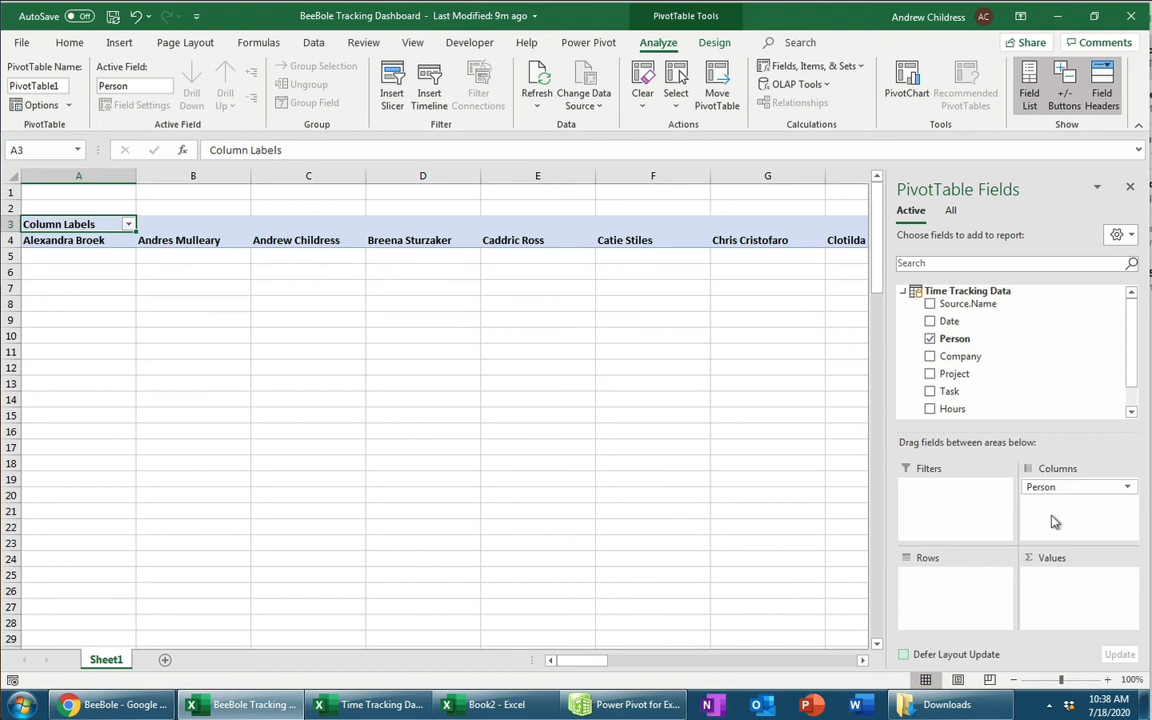 AutoSave Off BeeBole Tracking Dashboard - Last Modified: 9m ago PivotTable Tools Andrew Childress AC
File Home Insert Page Layout Formulas Data Review View Developer Help Power Pivot Analyze Design Search Share Comments
PivotTable Name:
PivotTable1
Options
PivotTable
Active Field:
Person
Field Settings
Drill Down
Drill Up
Active Field
Group Selection
Ungroup
Group Field
Group
Insert Slicer
Insert Timeline
Filter Connections
Filter
Refresh
Change Data Source
Data
Clear
Select
Move PivotTable
Actions
Fields, Items, & Sets
OLAP Tools
Relationships
Calculations
PivotChart
Recommended PivotTables
Tools
Field List
+/- Buttons
Field Headers
Show
A3 fx Column Labels
A B C D E F G
1
2
3 Column Labels
4 Alexandra Broek Andres Mulleary Andrew Childress Breena Sturzaker Caddric Ross Catie Stiles Chris Cristofaro Clotilda
5
6
7
8
9
10
11
12
13
14
15
16
17
18
19
20
21
22
23
24
25
26
27
28
29
PivotTable Fields
Active All
Choose fields to add to report:
Search
Time Tracking Data
Source.Name
Date
Person
Company
Project
Task
Hours
Drag fields between areas below:
Filters Columns
Person
Rows Values
Defer Layout Update Update
Sheet1
100%
BeeBole - Google ... BeeBole Tracking ... Time Tracking Da... Book2 - Excel Power Pivot for Ex... Downloads
10:38 AM
7/18/2020